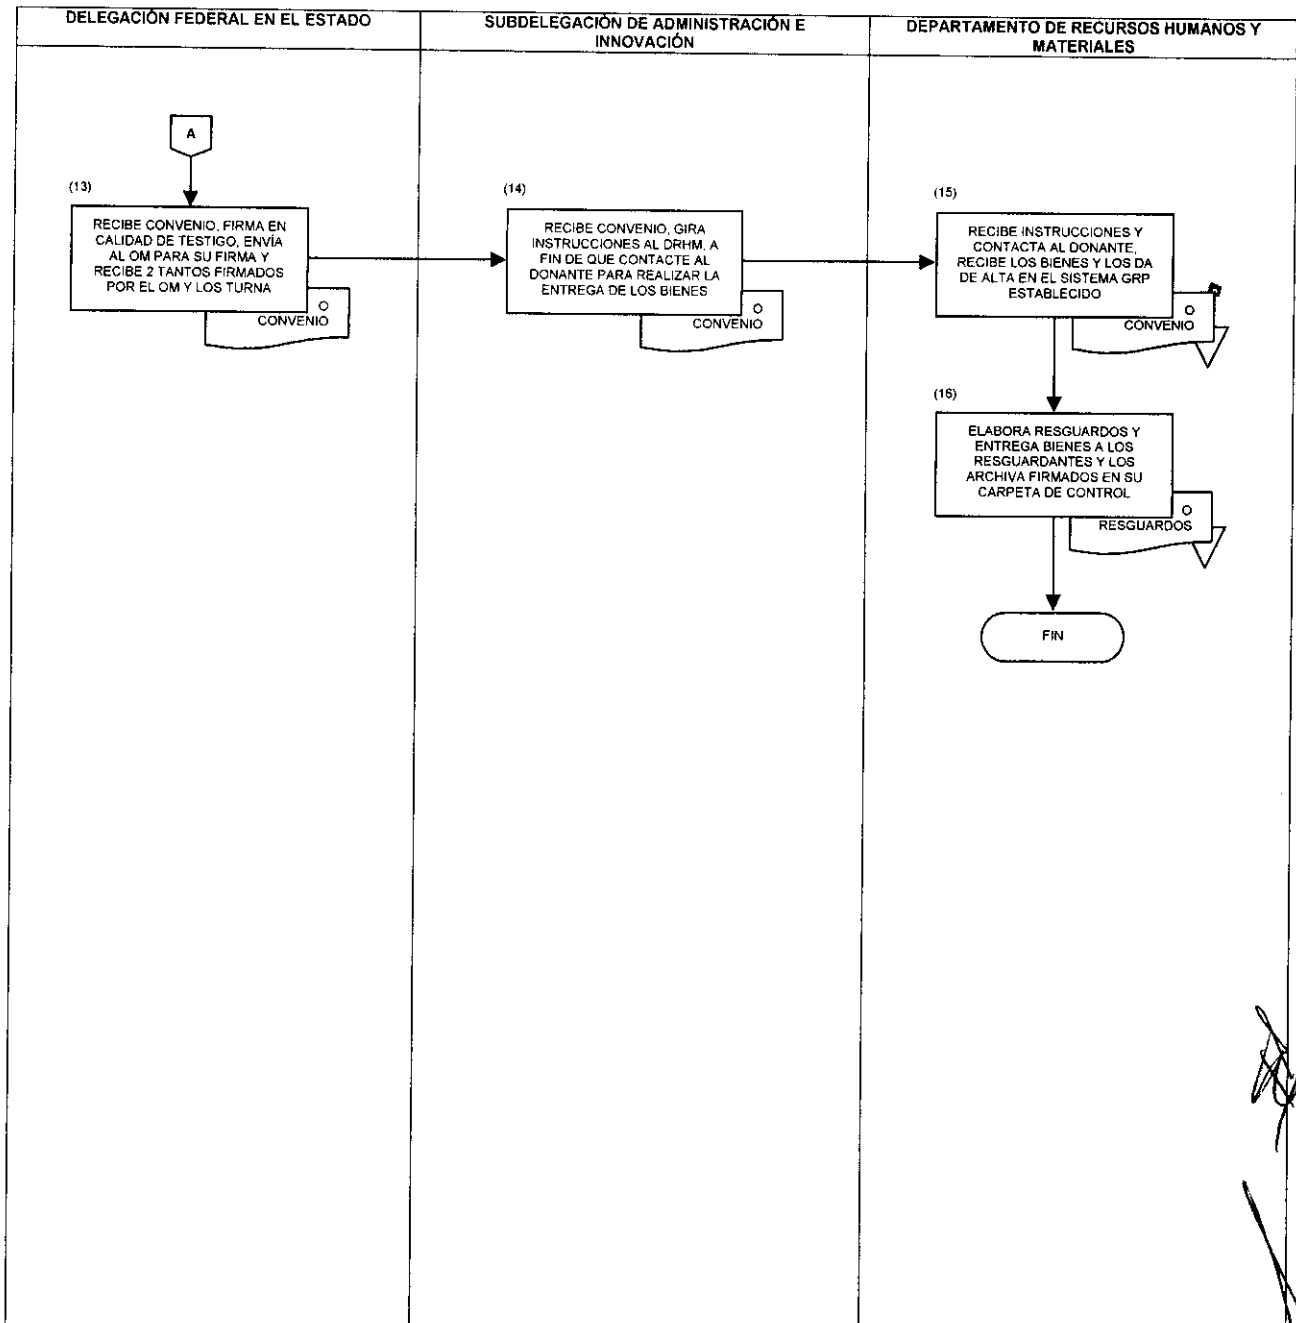 DELEGACIÓN FEDERAL EN EL ESTADO
SUBDELEGACIÓN DE ADMINISTRACIÓN E
INNOVACIÓN
DEPARTAMENTO DE RECURSOS HUMANOS Y
MATERIALES
A
(13)
RECIBE CONVENIO, FIRMA EN
CALIDAD DE TESTIGO, ENVÍA
AL OM PARA SU FIRMA Y
RECIBE 2 TANTOS FIRMADOS
POR EL OM Y LOS TURNA
O
CONVENIO
(14)
RECIBE CONVENIO, GIRA
INSTRUCCIONES AL DRHM, A
FIN DE QUE CONTACTE AL
DONANTE PARA REALIZAR LA
ENTREGA DE LOS BIENES
O
CONVENIO
(15)
RECIBE INSTRUCCIONES Y
CONTACTA AL DONANTE,
RECIBE LOS BIENES Y LOS DA
DE ALTA EN EL SISTEMA GRP
ESTABLECIDO
O
CONVENIO
(16)
ELABORA RESGUARDOS Y
ENTREGA BIENES A LOS
RESGUARDANTES Y LOS
ARCHIVA FIRMADOS EN SU
CARPETA DE CONTROL
O
RESGUARDOS
FIN